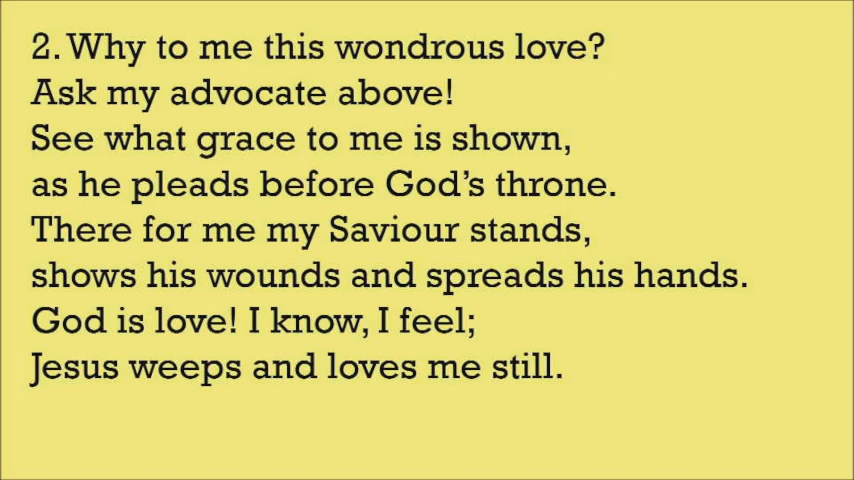 2. Why to me this wondrous love?
Ask my advocate above!
See what grace to me is shown,
as he pleads before God's throne.
There for me my Saviour stands,
shows his wounds and spreads his hands.
God is love! I know, I feel;
Jesus weeps and loves me still.